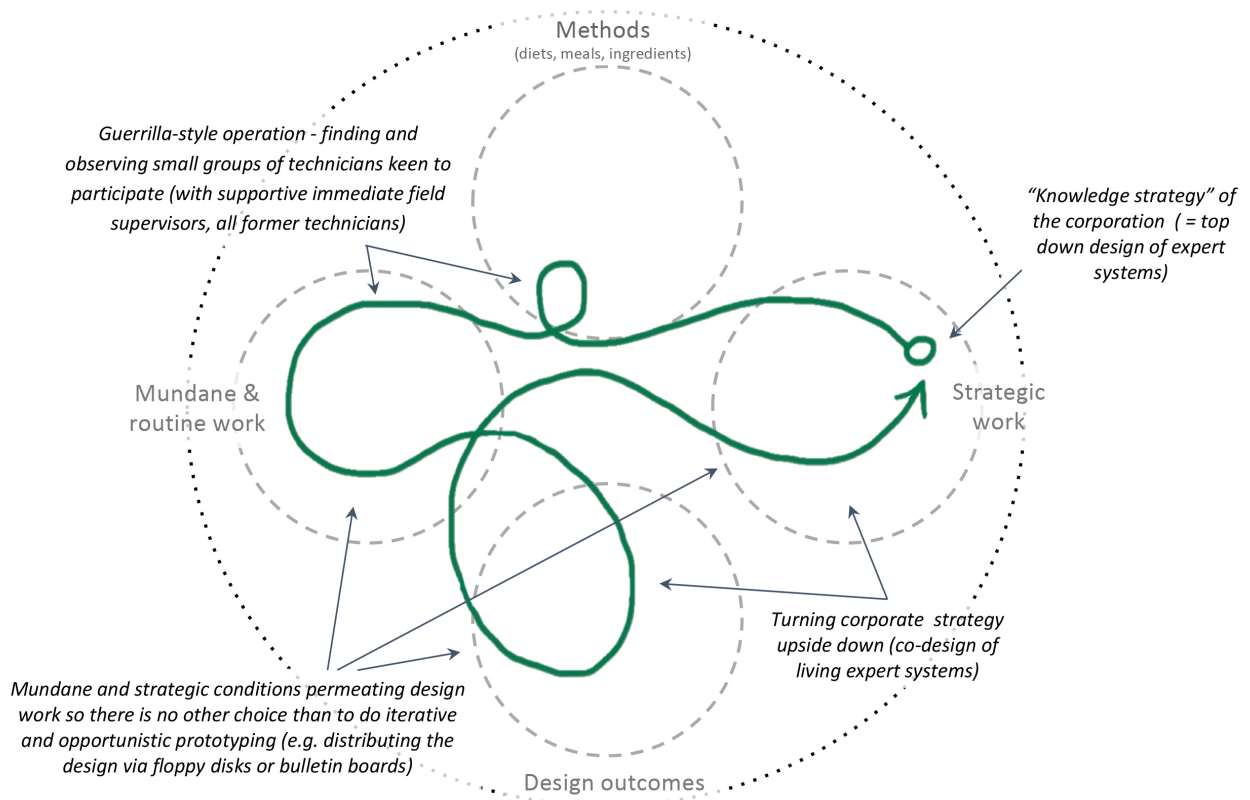 Methods
(diets, meals, ingredients)
Guerrilla-style operation - finding and
observing small groups of technicians keen to
participate (with supportive immediate field
supervisors, all former technicians)
“Knowledge strategy” of
the corporation ( = top
down design of expert
systems)
Mundane &
routine work
Strategic
work
Turning corporate strategy
upside down (co-design of
living expert systems)
Mundane and strategic conditions permeating design
work so there is no other choice than to do iterative
and opportunistic prototyping (e.g. distributing the
design via floppy disks or bulletin boards)
Design outcomes